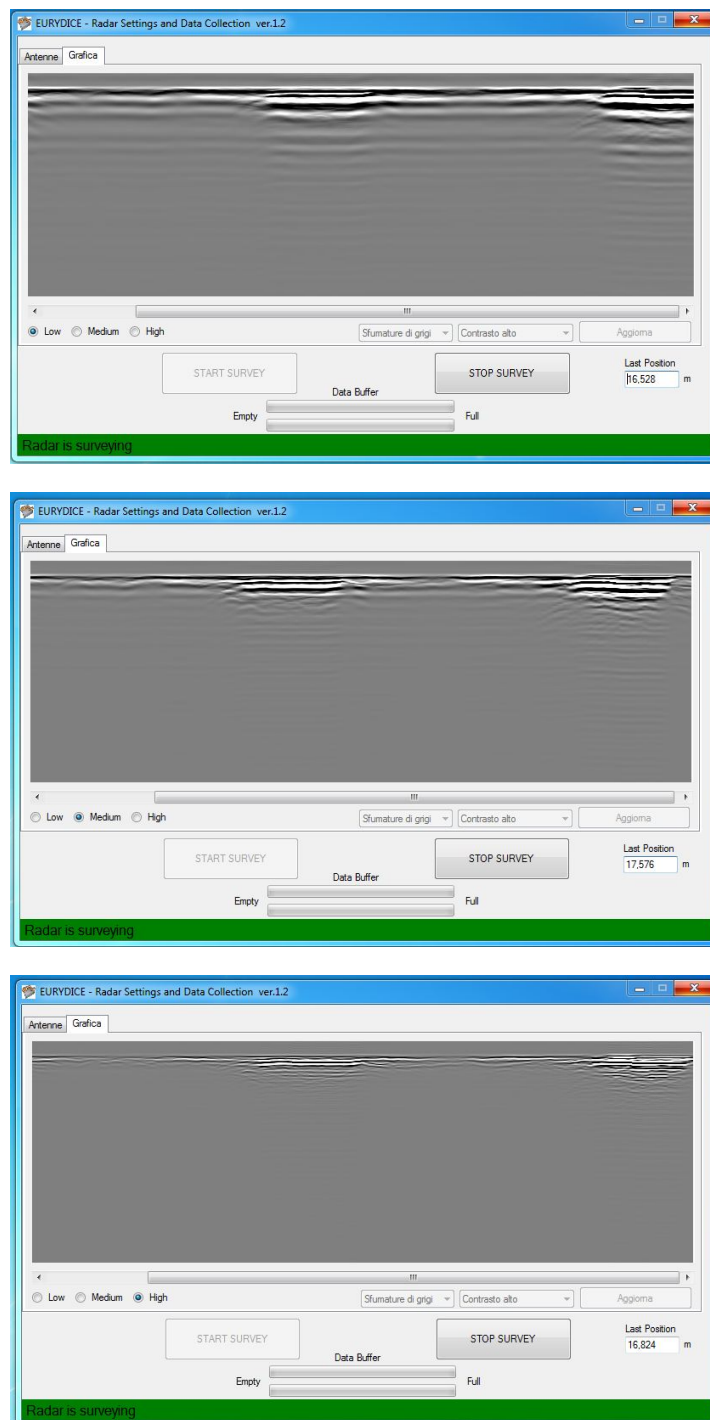 EURYDICE - Radar Settings and Data Collection ver.1.2
Antenne Grafica
Low Medium High Sfumature di grigi Contrasto alto Aggiorna
START SURVEY STOP SURVEY Last Position
16,528 m
Data Buffer
Empty Full
Radar is surveying
EURYDICE - Radar Settings and Data Collection ver.1.2
Antenne Grafica
Low Medium High Sfumature di grigi Contrasto alto Aggiorna
START SURVEY STOP SURVEY Last Position
17,576 m
Data Buffer
Empty Full
Radar is surveying
EURYDICE - Radar Settings and Data Collection ver.1.2
Antenne Grafica
Low Medium High Sfumature di grigi Contrasto alto Aggiorna
START SURVEY STOP SURVEY Last Position
16,824 m
Data Buffer
Empty Full
Radar is surveying